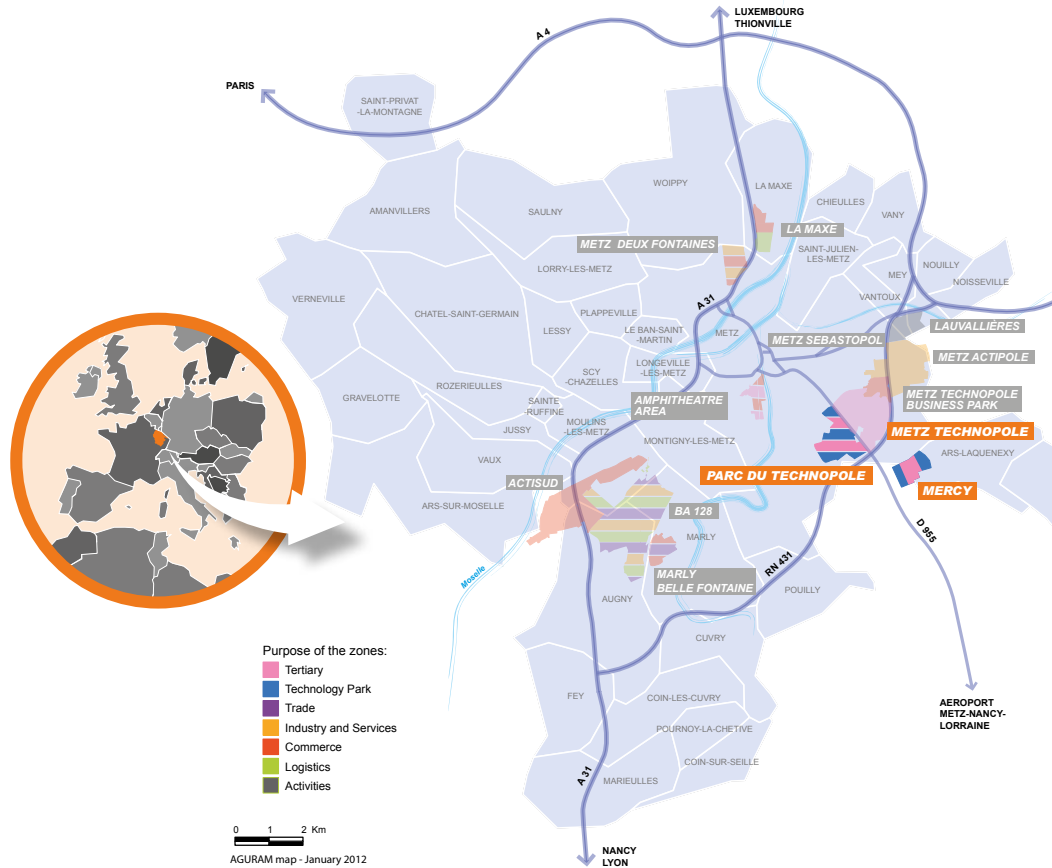 LUXEMBOURG
THIONVILLE
A 4
PARIS
SAINT-PRIVAT
-LA-MONTAGNE
WOIPPY
LA MAXE
CHIEULLES
VANY
AMANVILLERS
SAULNY
LA MAXE
METZ DEUX FONTAINES
SAINT-JULIEN-
LES-METZ
NOUILLY
MEY
NOISSEVILLE
LORRY-LES-METZ
VERNEVILLE
A 31
VANTOUX
CHATEL-SAINT-GERMAIN
PLAPPEVILLE
LESSY
LE BAN-SAINT
-MARTIN
METZ
LAUVALLIÈRES
METZ SEBASTOPOL
METZ ACTIPOLE
LONGEVILLE
-LES-METZ
SCY
-CHAZELLES
GRAVELOTTE
ROZERIEULLES
SAINTE
RUFFINE
AMPHITHEATRE
AREA
METZ TECHNOPOLE
BUSINESS PARK
JUSSY
MOULINS
-LES-METZ
METZ TECHNOPOLE
MONTIGNY-LES-METZ
ARS-LAQUENEXY
VAUX
PARC DU TECHNOPOLE
ACTISUD
MERCY
ARS-SUR-MOSELLE
BA 128
D 955
MARLY
RN 431
Moselle
MARLY
BELLE FONTAINE
POUILLY
AUGNY
CUVRY
Purpose of the zones:
Tertiary
Technology Park
Trade
Industry and Services
Commerce
Logistics
Activities
FEY
COIN-LES-CUVRY
AEROPORT
METZ-NANCY-
LORRAINE
POURNOY-LA-CHETIVE
COIN-SUR-SEILLE
A 31
MARIEULLES
0 1 2 Km
AGURAM map - January 2012
NANCY
LYON